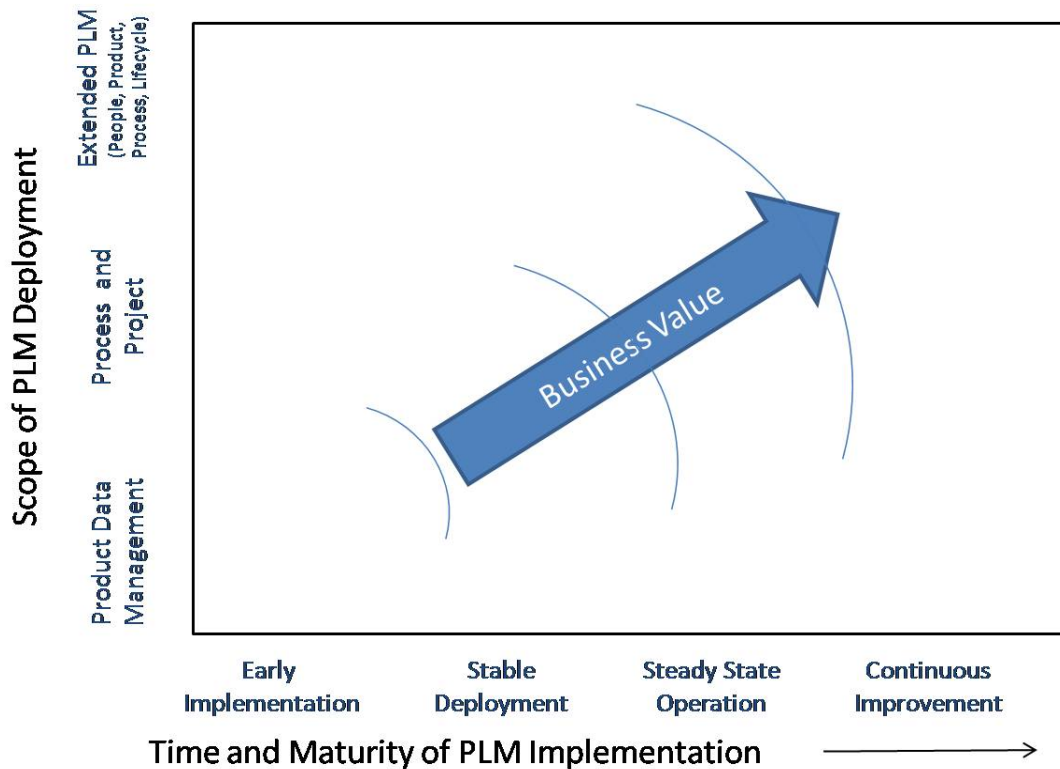 Scope of PLM Deployment
Extended PLM
(People, Product,
Process, Lifecycle)
Process and
Project
Product Data
Management
Business Value
Early
Implementation
Stable
Deployment
Steady State
Operation
Continuous
Improvement
Time and Maturity of PLM Implementation